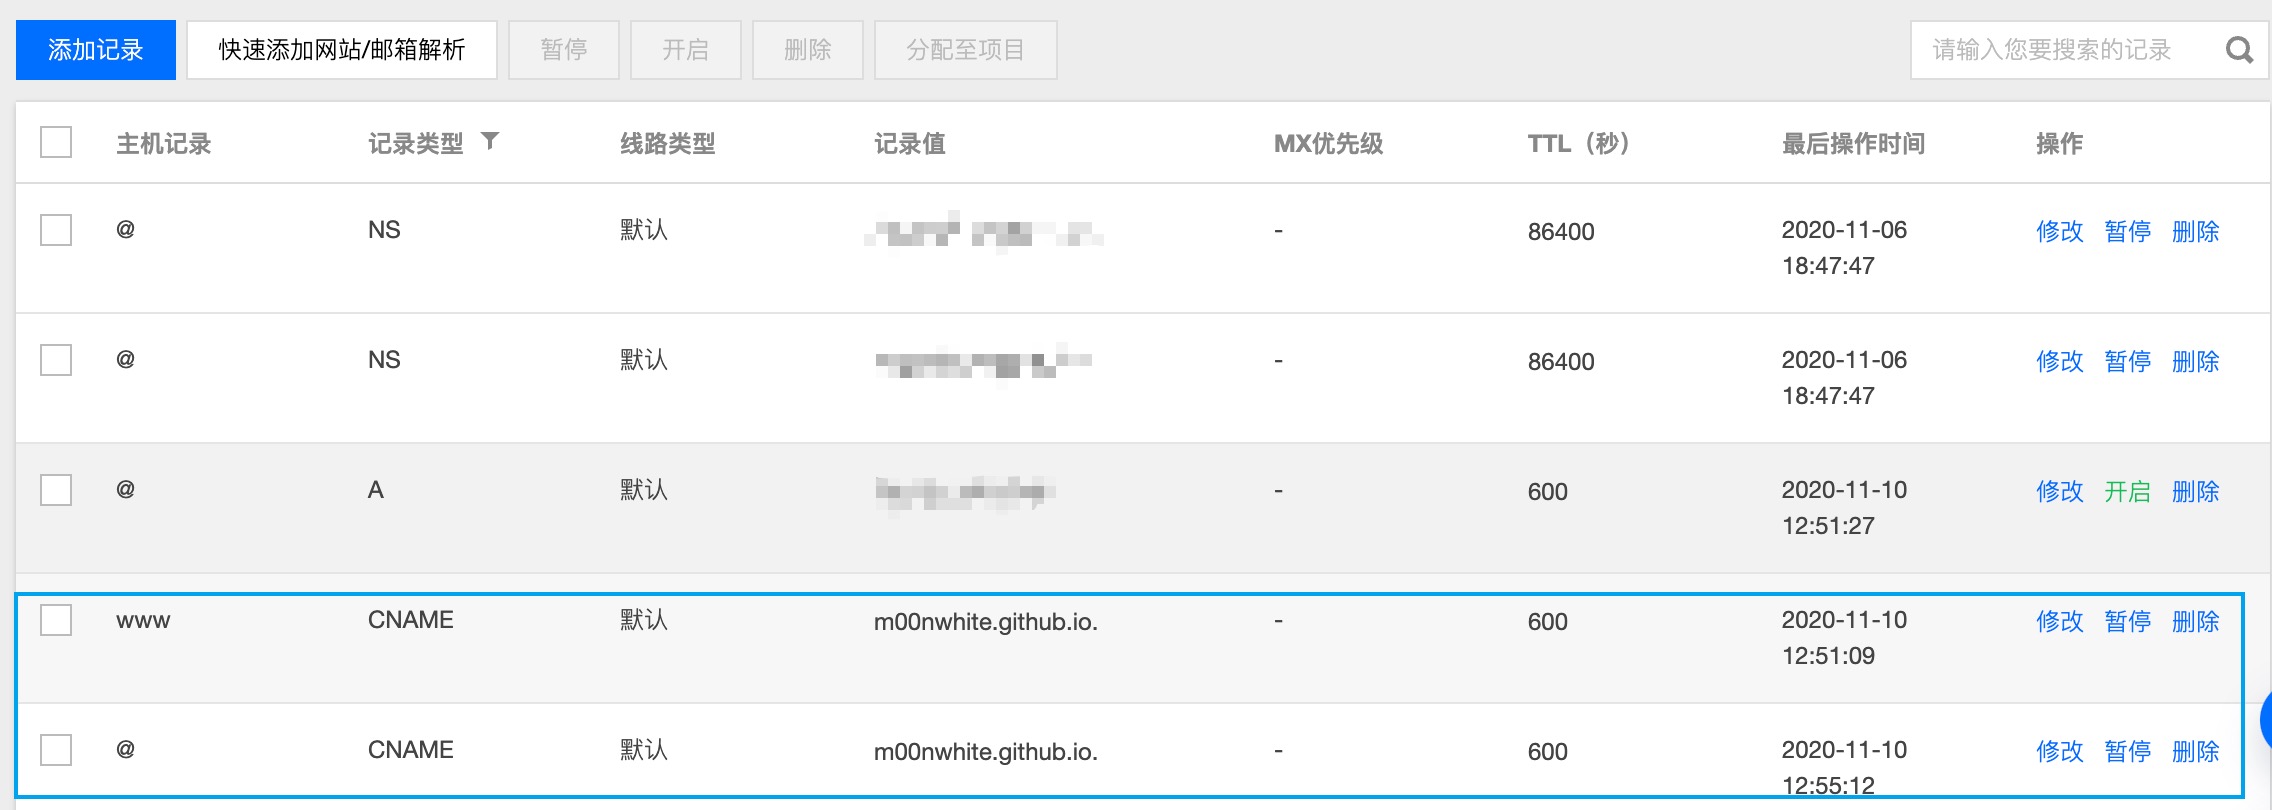 添加记录 快速添加网站/邮箱解析 暂停 开启 删除 分配至项目 请输入您要搜索的记录
主机记录 记录类型 线路类型 记录值 MX优先级 TTL（秒） 最后操作时间 操作
@ NS 默认 - 86400 2020-11-06 修改 暂停 删除
18:47:47
@ NS 默认 - 86400 2020-11-06 修改 暂停 删除
18:47:47
@ A 默认 - 600 2020-11-10 修改 开启 删除
12:51:27
www CNAME 默认 m00nwhite.github.io. - 600 2020-11-10 修改 暂停 删除
12:51:09
@ CNAME 默认 m00nwhite.github.io. - 600 2020-11-10 修改 暂停 删除
12:55:12